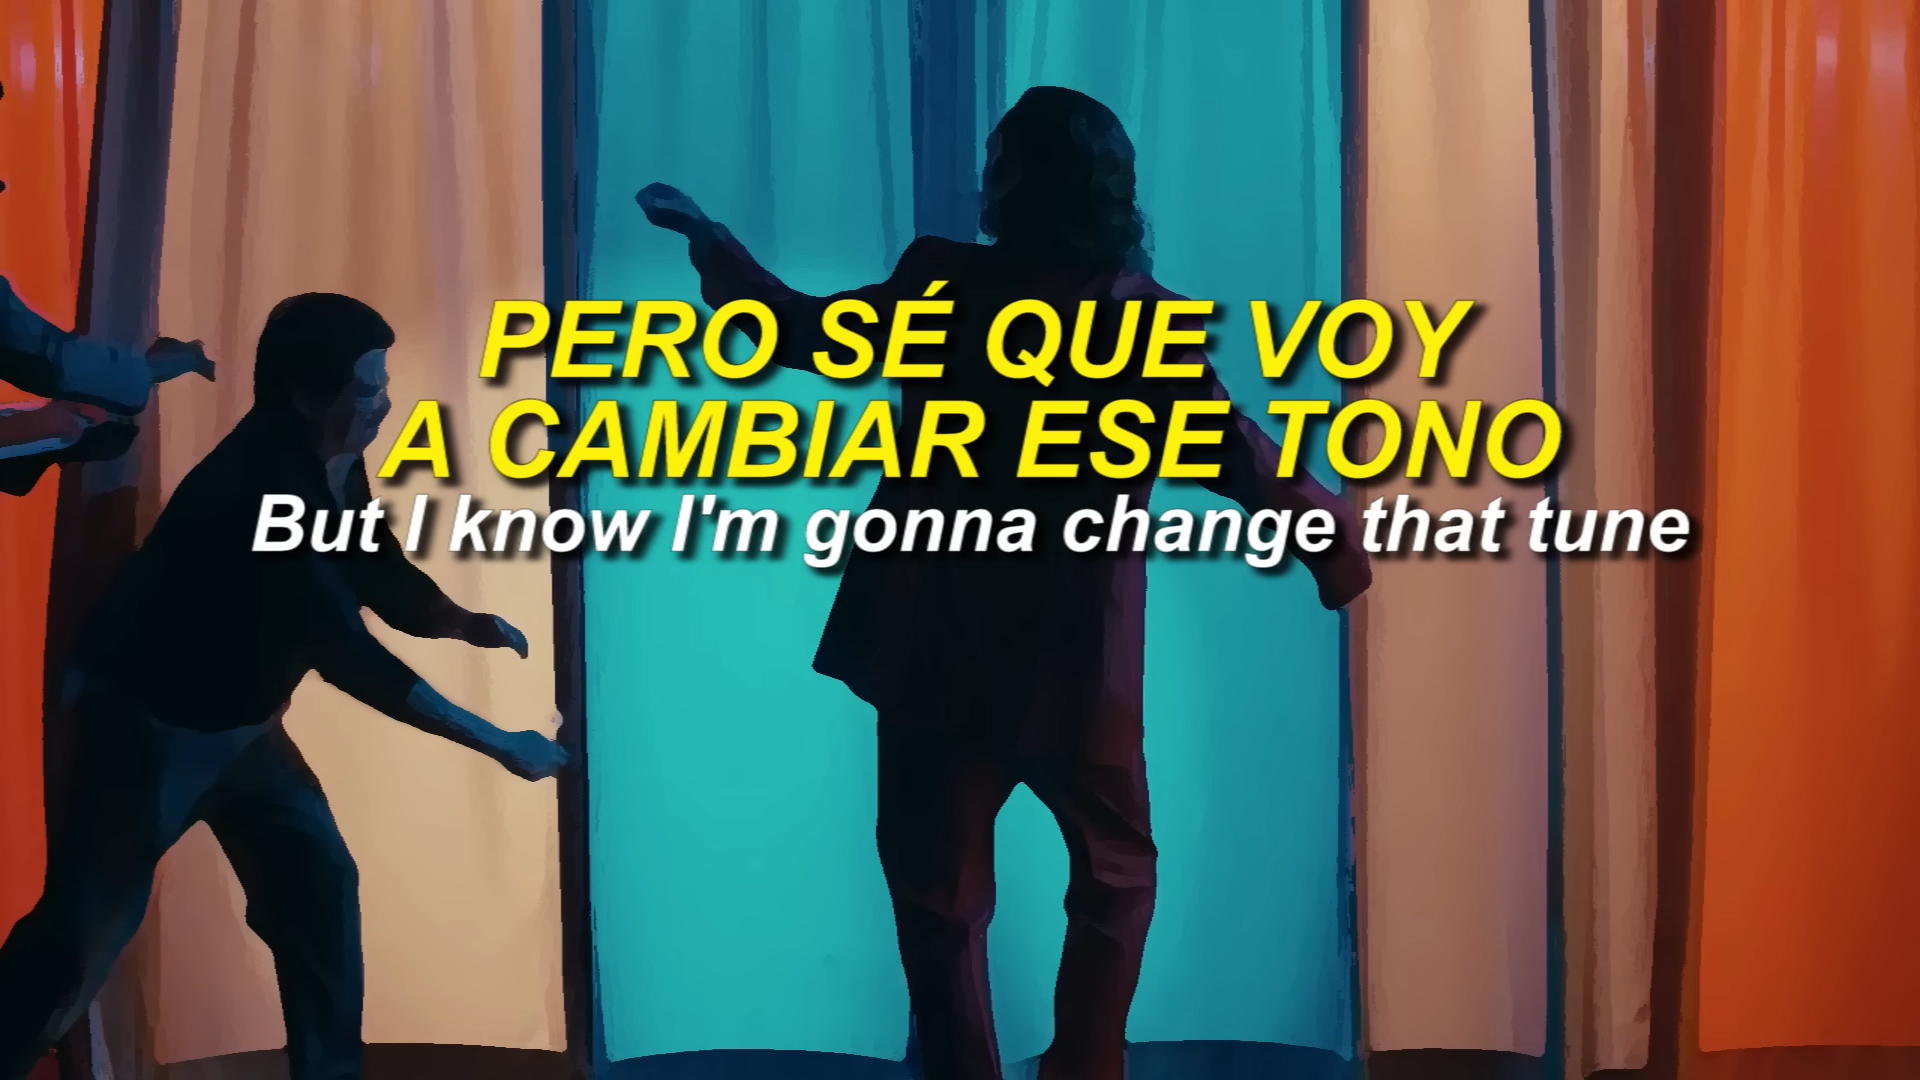 PERO SÉ QUE VOY
A CAMBIAR ESE TONO
But I know I'm gonna change that tune